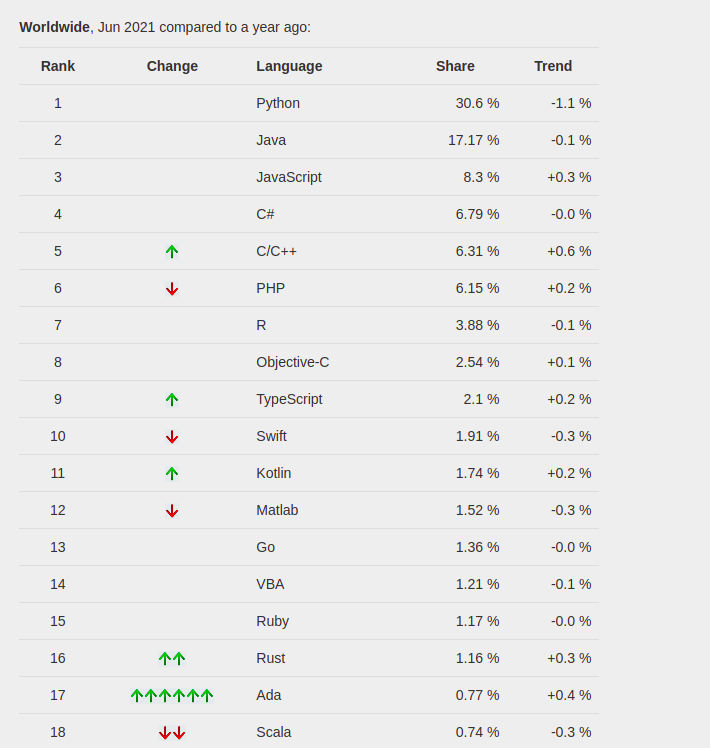 Worldwide, Jun 2021 compared to a year ago:
Rank Change Language Share Trend
1 Python 30.6 % -1.1 %
2 Java 17.17 % -0.1 %
3 JavaScript 8.3 % +0.3 %
4 C# 6.79 % -0.0 %
5 ↑ C/C++ 6.31 % +0.6 %
6 ↓ PHP 6.15 % +0.2 %
7 R 3.88 % -0.1 %
8 Objective-C 2.54 % +0.1 %
9 ↑ TypeScript 2.1 % +0.2 %
10 ↓ Swift 1.91 % -0.3 %
11 ↑ Kotlin 1.74 % +0.2 %
12 ↓ Matlab 1.52 % -0.3 %
13 Go 1.36 % -0.0 %
14 VBA 1.21 % -0.1 %
15 Ruby 1.17 % -0.0 %
16 ↑↑ Rust 1.16 % +0.3 %
17 ↑↑↑↑↑↑ Ada 0.77 % +0.4 %
18 ↓↓ Scala 0.74 % -0.3 %